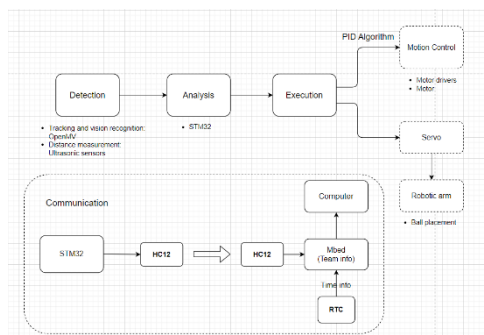 PID Algorithm
Motion Control
Detection
Analysis
Execution
• Motor drivers
• Motor
• Tracking and vision recognition:
OpenMV
• Distance measurement:
Ultrasonic sensors
• STM32
Servo
Robotic arm
• Ball placement
Communication
Computer
STM32
HC12
HC12
Mbed
(Team info)
Time info
RTC